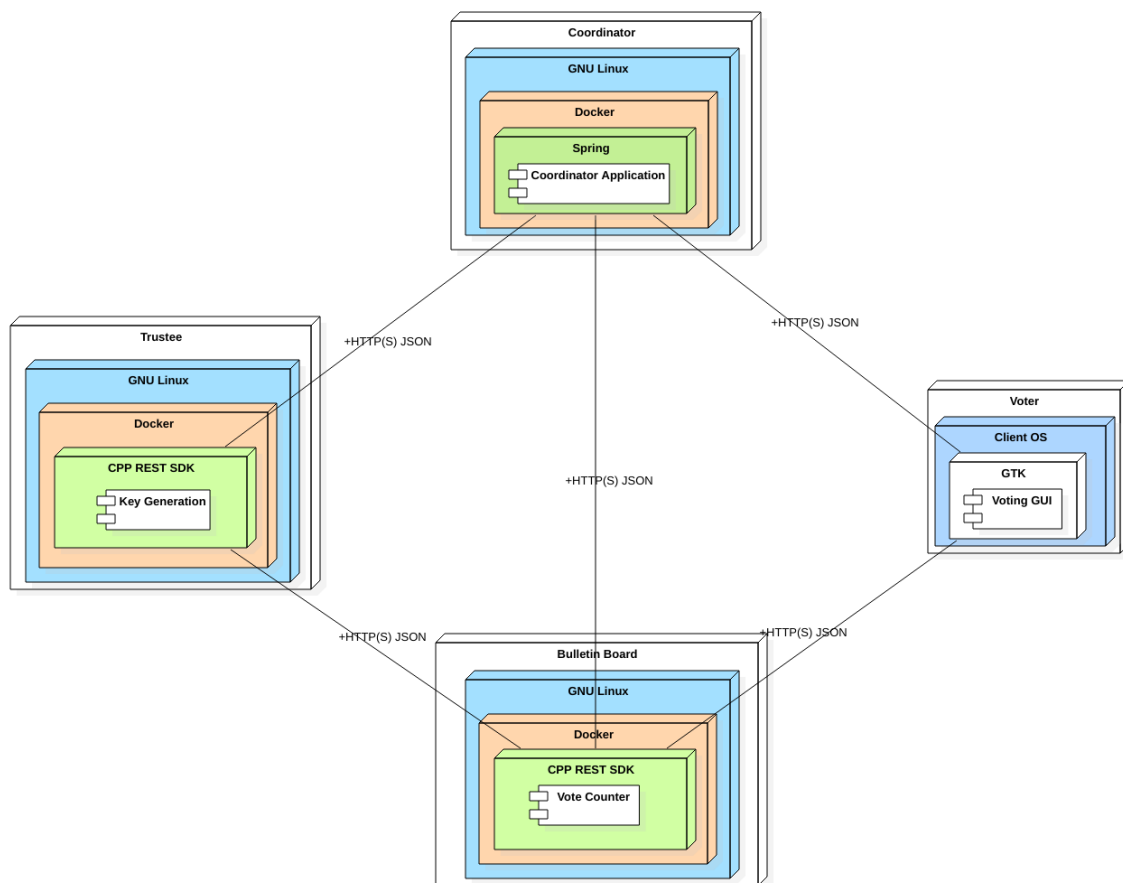 Coordinator
GNU Linux
Docker
Spring
Coordinator Application
+HTTP(S) JSON
+HTTP(S) JSON
Trustee
GNU Linux
Docker
CPP REST SDK
Key Generation
Voter
Client OS
GTK
Voting GUI
+HTTP(S) JSON
+HTTP(S) JSON
+HTTP(S) JSON
Bulletin Board
GNU Linux
Docker
CPP REST SDK
Vote Counter